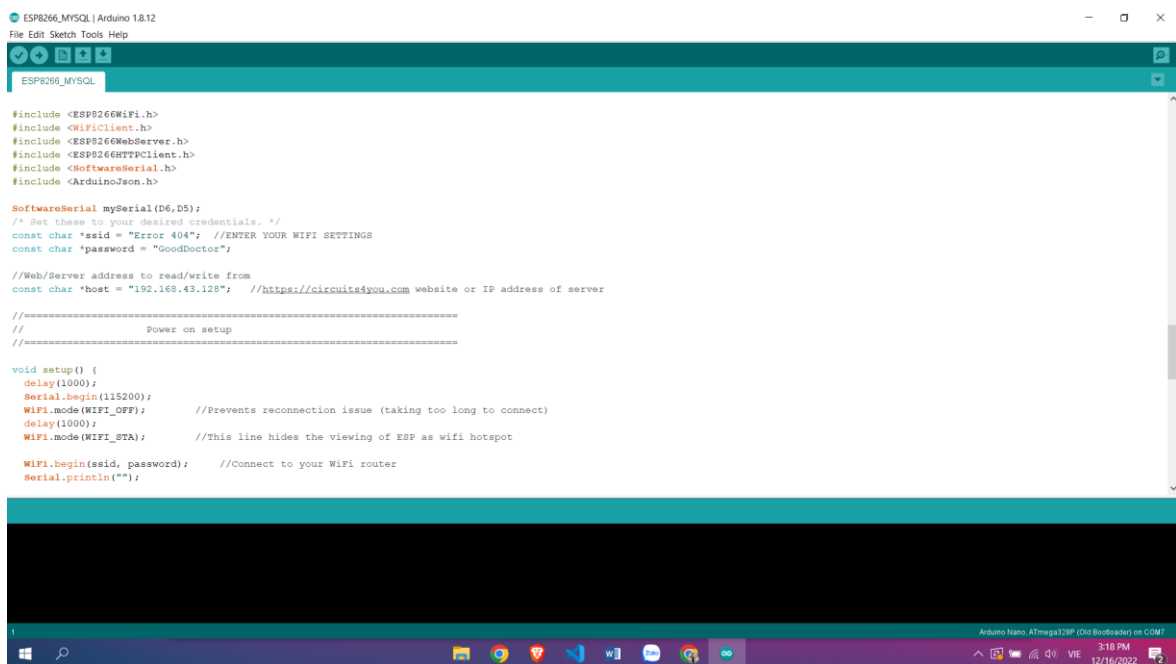 ESP8266_MYSQL | Arduino 1.8.12
File Edit Sketch Tools Help
ESP8266_MYSQL
#include <ESP8266WiFi.h>
#include <WiFiClient.h>
#include <ESP8266WebServer.h>
#include <ESP8266HTTPClient.h>
#include <SoftwareSerial.h>
#include <ArduinoJson.h>
SoftwareSerial mySerial(D6,D5);
/* Set these to your desired credentials. */
const char *ssid = "Error 404";  //ENTER YOUR WIFI SETTINGS
const char *password = "GoodDoctor";
//Web/Server address to read/write from
const char *host = "192.168.43.128";   //https://circuits4you.com website or IP address of server
//=======================================================================
//                    Power on setup
//=======================================================================
void setup() {
  delay(1000);
  Serial.begin(115200);
  WiFi.mode(WIFI_OFF);        //Prevents reconnection issue (taking too long to connect)
  delay(1000);
  WiFi.mode(WIFI_STA);        //This line hides the viewing of ESP as wifi hotspot
  WiFi.begin(ssid, password);     //Connect to your WiFi router
  Serial.println("");
1
Arduino Nano, ATmega328P (Old Bootloader) on COM7
Zalo
VIE
3:18 PM
12/16/2022
2